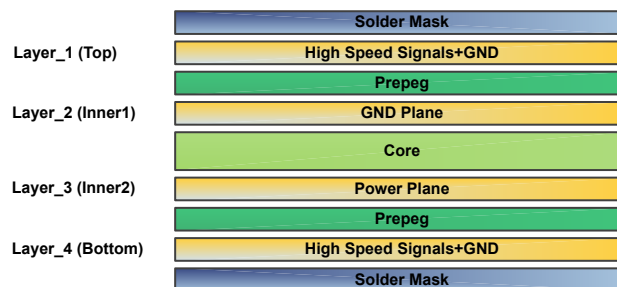 Solder Mask
Layer_1 (Top) High Speed Signals+GND
Prepeg
Layer_2 (Inner1) GND Plane
Core
Layer_3 (Inner2) Power Plane
Prepeg
Layer_4 (Bottom) High Speed Signals+GND
Solder Mask